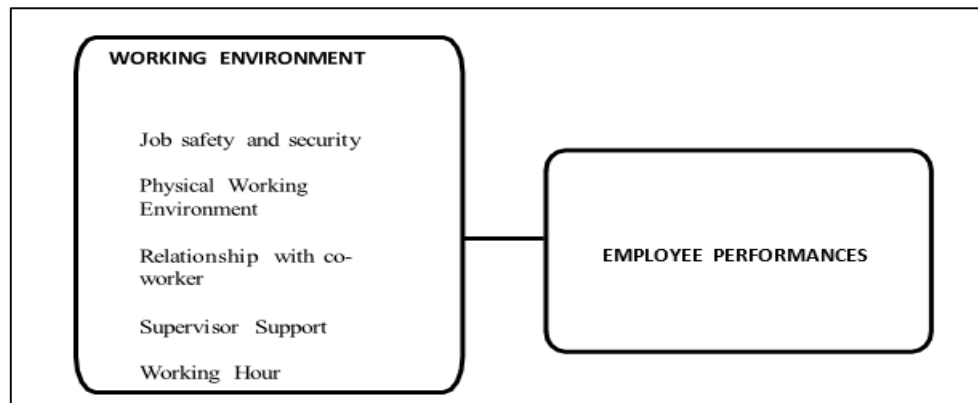 WORKING ENVIRONMENT
Job safety and security
Physical Working
Environment
Relationship with co-
worker
Supervisor Support
Working Hour
EMPLOYEE PERFORMANCES